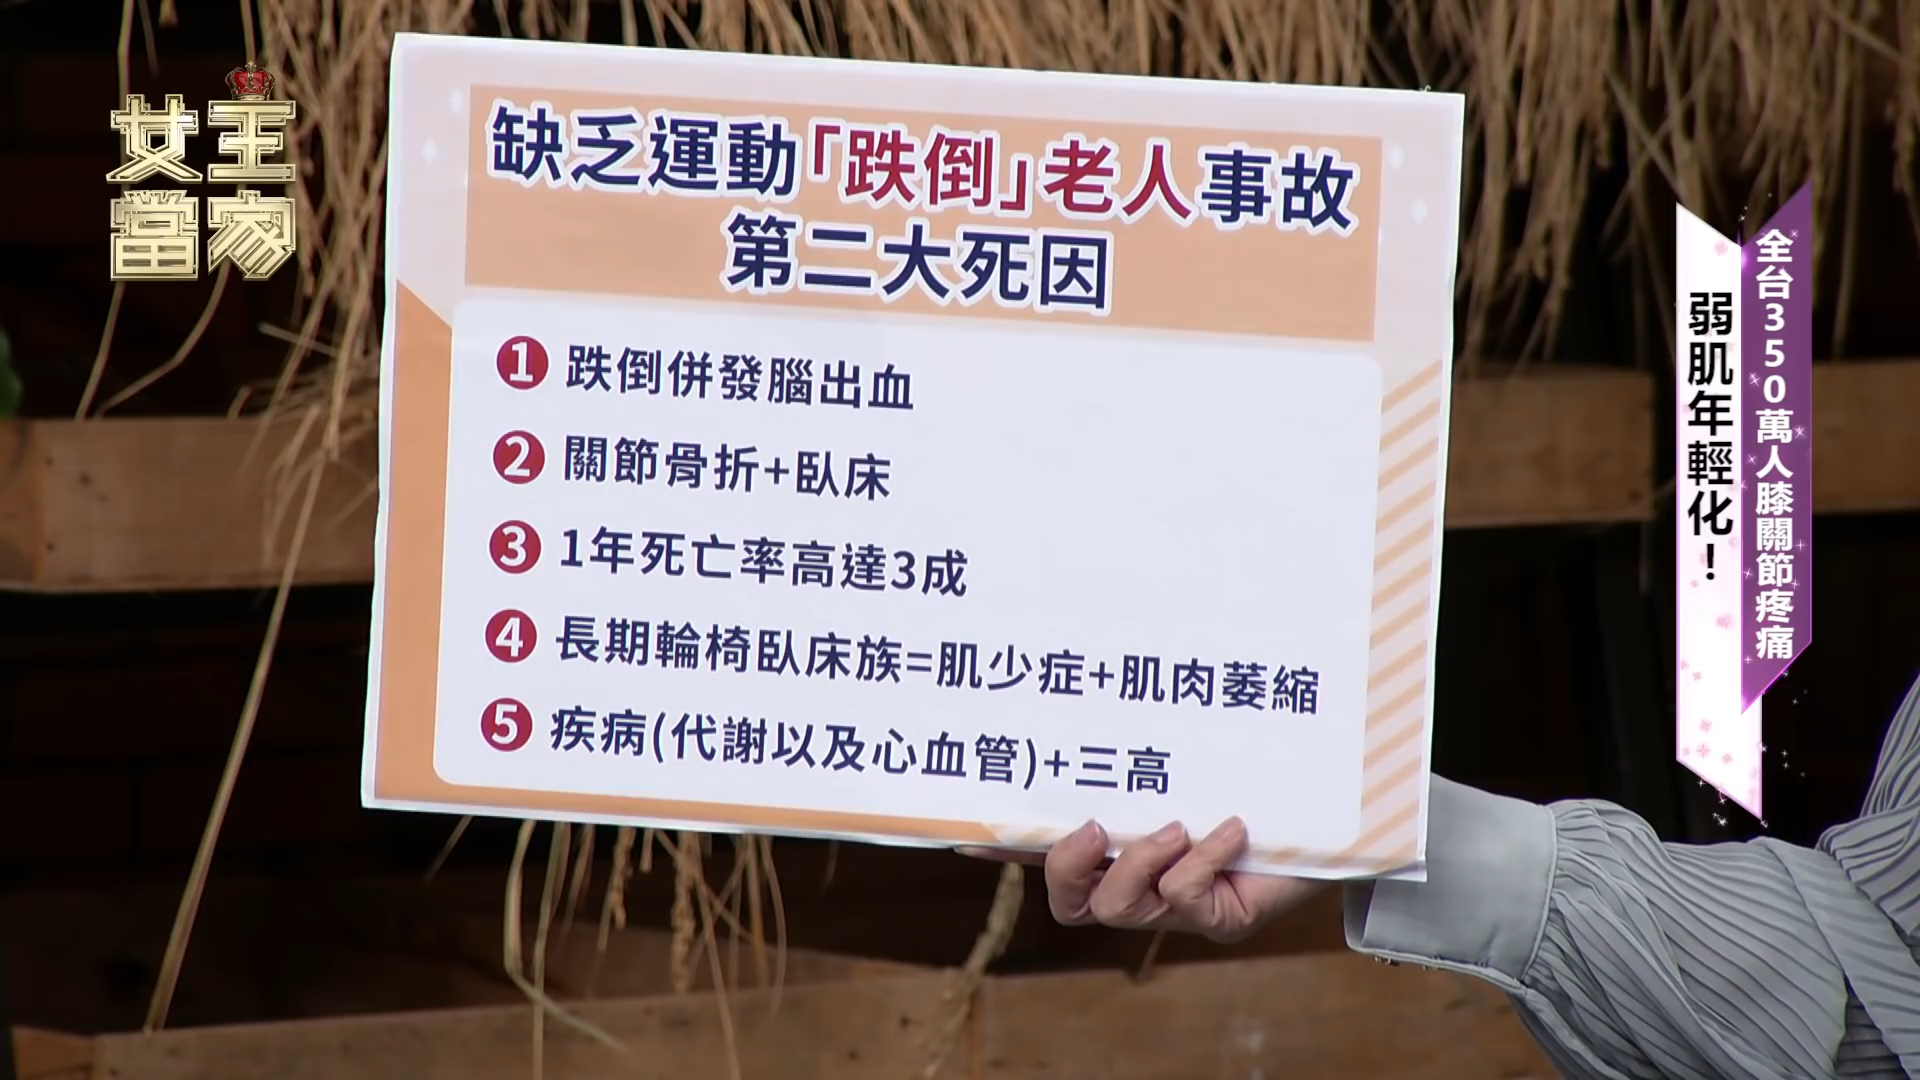 女王
當家
缺乏運動「跌倒」老人事故
第二大死因
1 跌倒併發腦出血
2 關節骨折+臥床
3 1年死亡率高達3成
4 長期輪椅臥床族=肌少症+肌肉萎縮
5 疾病(代謝以及心血管)+三高
全台350萬人膝關節疼痛
弱肌年輕化！